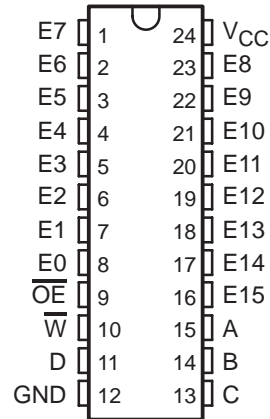 E7 1 24 V_CC
E6 2 23 E8
E5 3 22 E9
E4 4 21 E10
E3 5 20 E11
E2 6 19 E12
E1 7 18 E13
E0 8 17 E14
O̅E̅ 9 16 E15
W̅ 10 15 A
D 11 14 B
GND 12 13 C